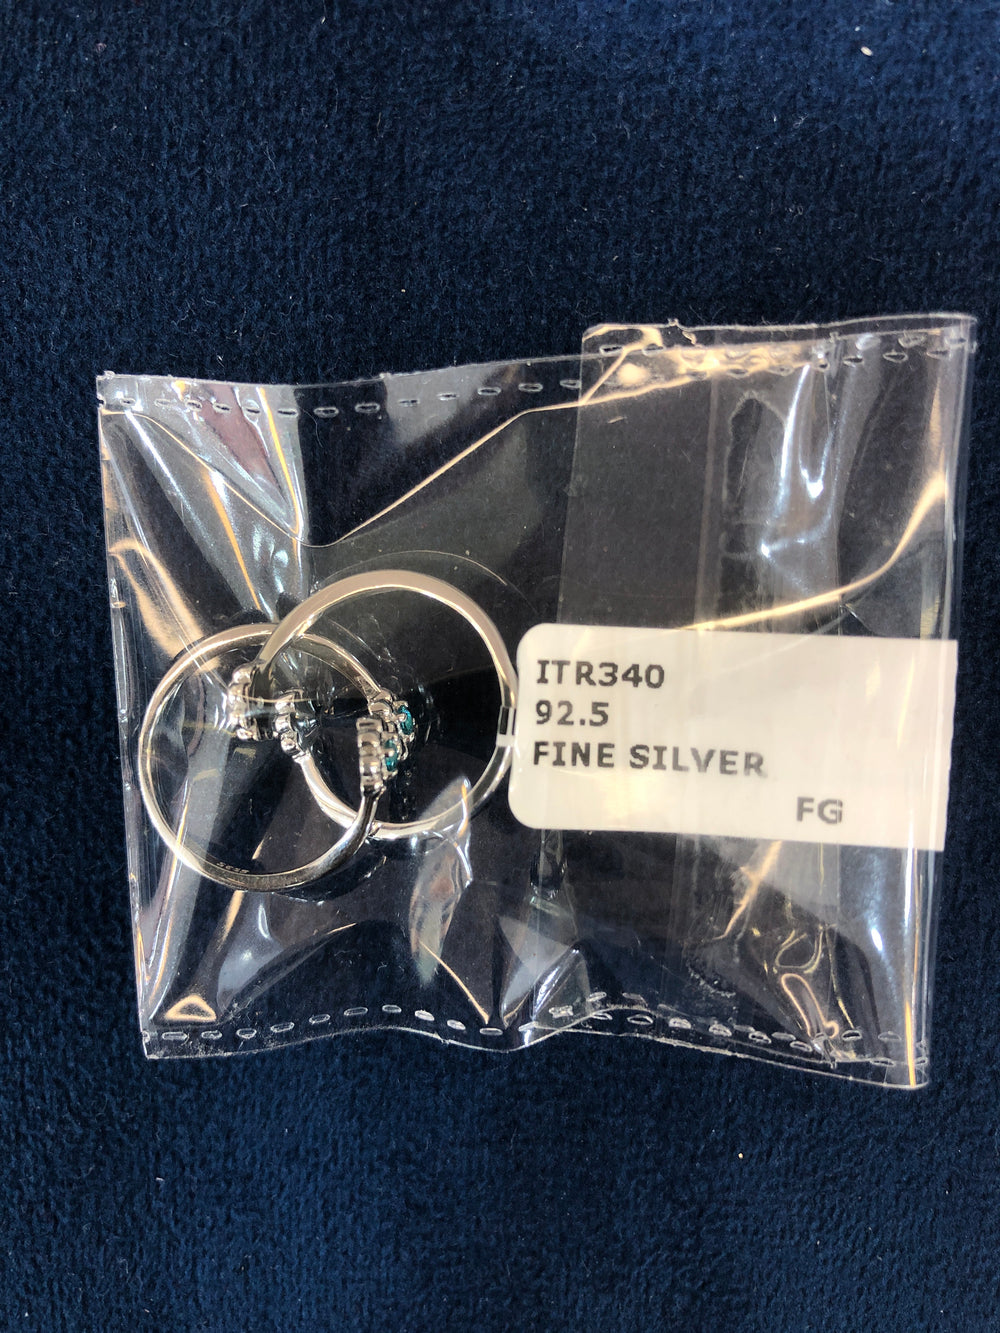 ITR340
92.5
FINE SILVER
FG